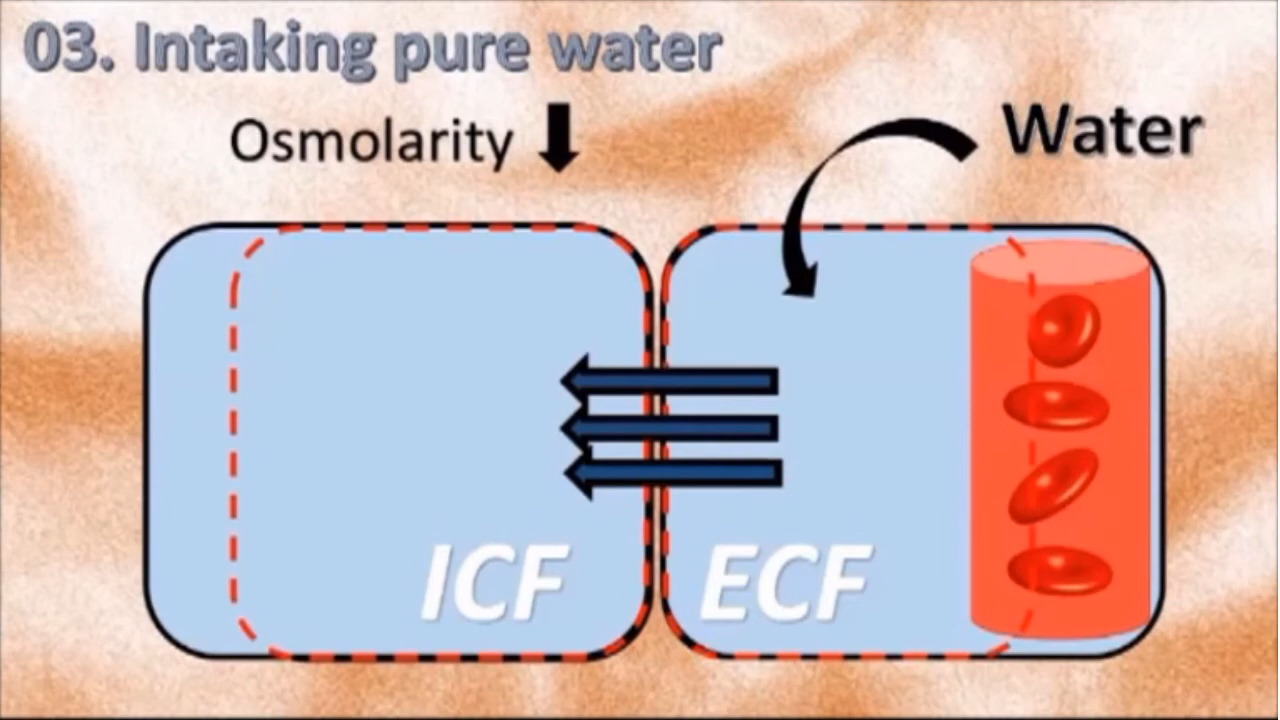 03. Intaking pure water
Osmolarity
Water
ICF
ECF